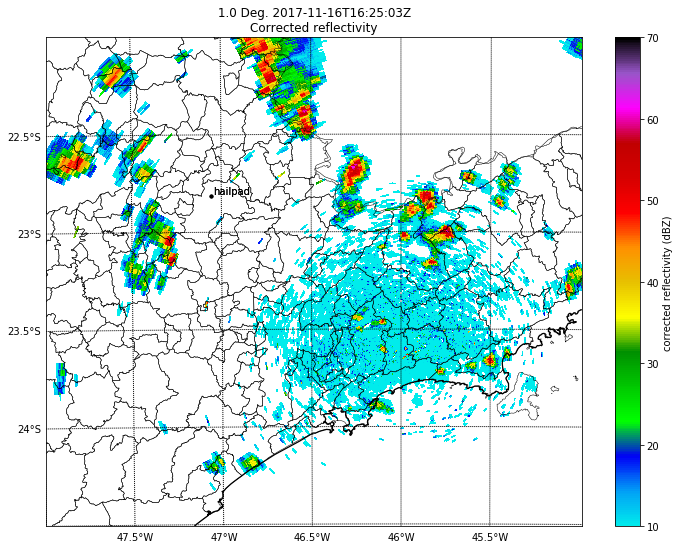 1.0 Deg. 2017-11-16T16:25:03Z
Corrected reflectivity
70
60
50
40
30
20
10
corrected reflectivity (dBZ)
22.5°S
23°S
23.5°S
24°S
hailpad
47.5°W
47°W
46.5°W
46°W
45.5°W